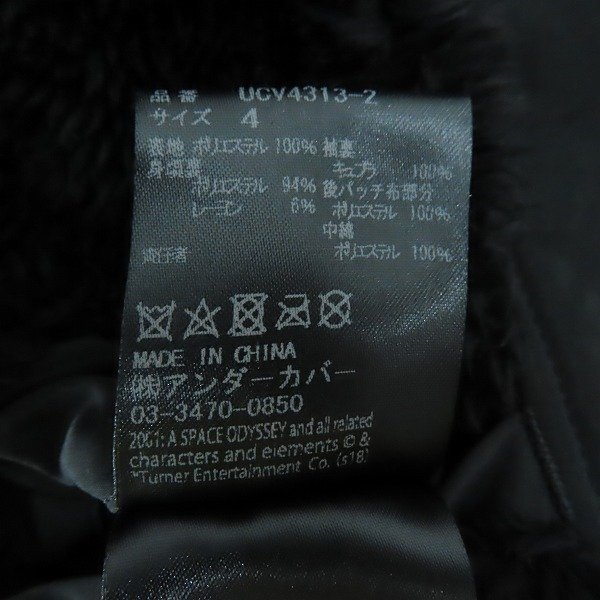 品番 UCV4313-2
サイズ 4
表地 ポリエステル 100% 袖裏
身頃裏 キュプラ 100%
ポリエステル 94% 後パッチ布部分
レーヨン 6% ポリエステル 100%
中綿
責任者 ポリエステル 100%
MADE IN CHINA
㈱アンダーカバー
03-3470-0850
2001: A SPACE ODYSSEY and all related
characters and elements © &
™Turner Entertainment Co. (s18)